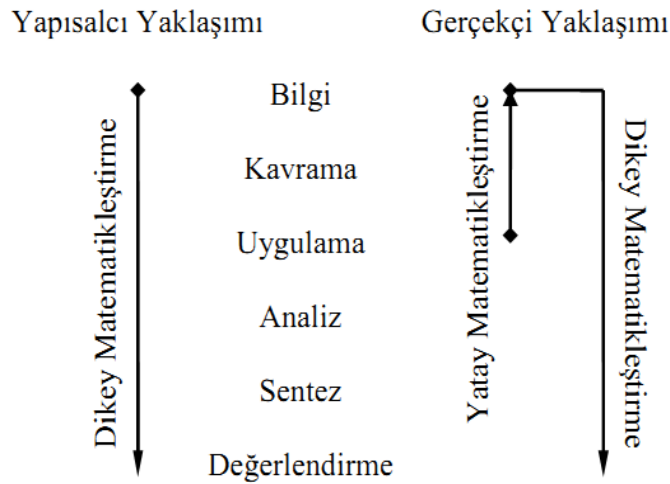 Yapısalcı Yaklaşımı
Gerçekçi Yaklaşımı
Dikey Matematikleştirme
Bilgi
Kavrama
Uygulama
Analiz
Sentez
Değerlendirme
Yatay Matematikleştirme
Dikey Matematikleştirme